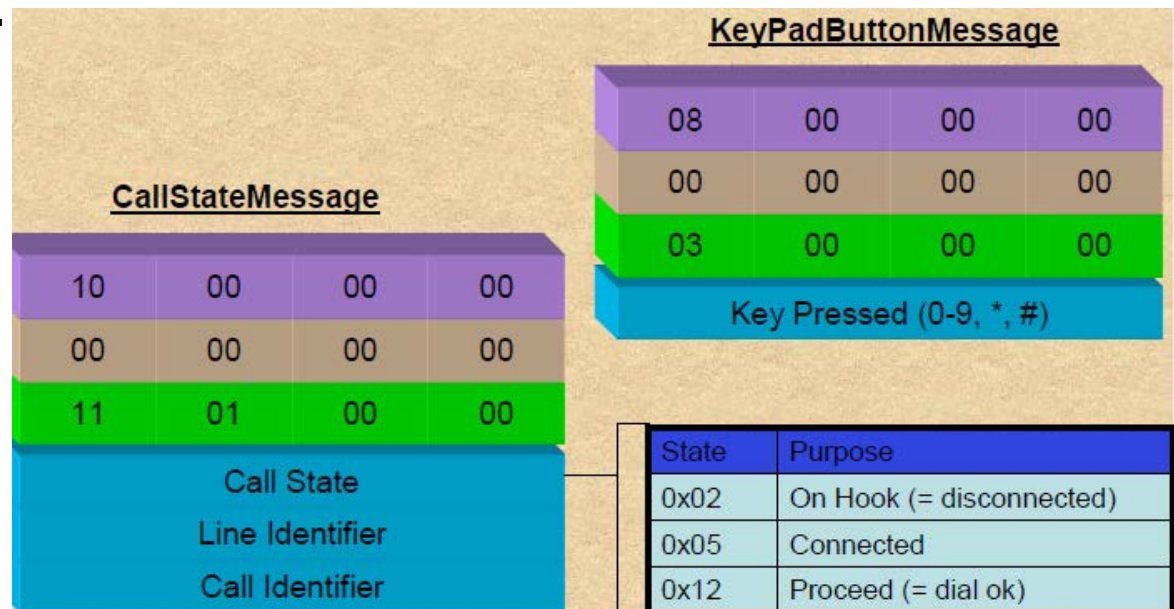 KeyPadButtonMessage
08 00 00 00
00 00 00 00
03 00 00 00
Key Pressed (0-9, *, #)
CallStateMessage
10 00 00 00
00 00 00 00
11 01 00 00
Call State
Line Identifier
Call Identifier
State Purpose
0x02 On Hook (= disconnected)
0x05 Connected
0x12 Proceed (= dial ok)